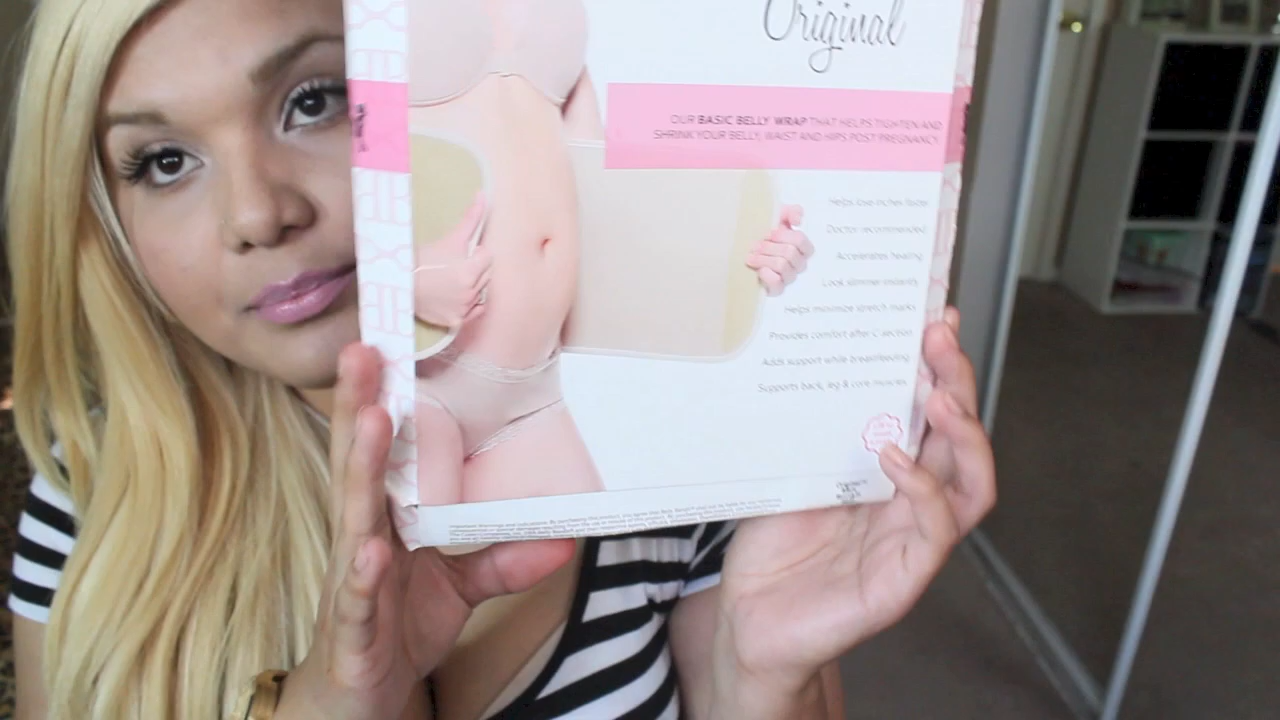 Original
OUR BASIC BELLY WRAP THAT HELPS TIGHTEN AND
SHRINK YOUR BELLY, WAIST AND HIPS POST PREGNANCY
Helps lose inches faster
Doctor recommended
Accelerates healing
Look slimmer instantly
Helps minimize stretch marks
Provides comfort after C section
Adds support while breastfeeding
Supports back, leg & core muscles